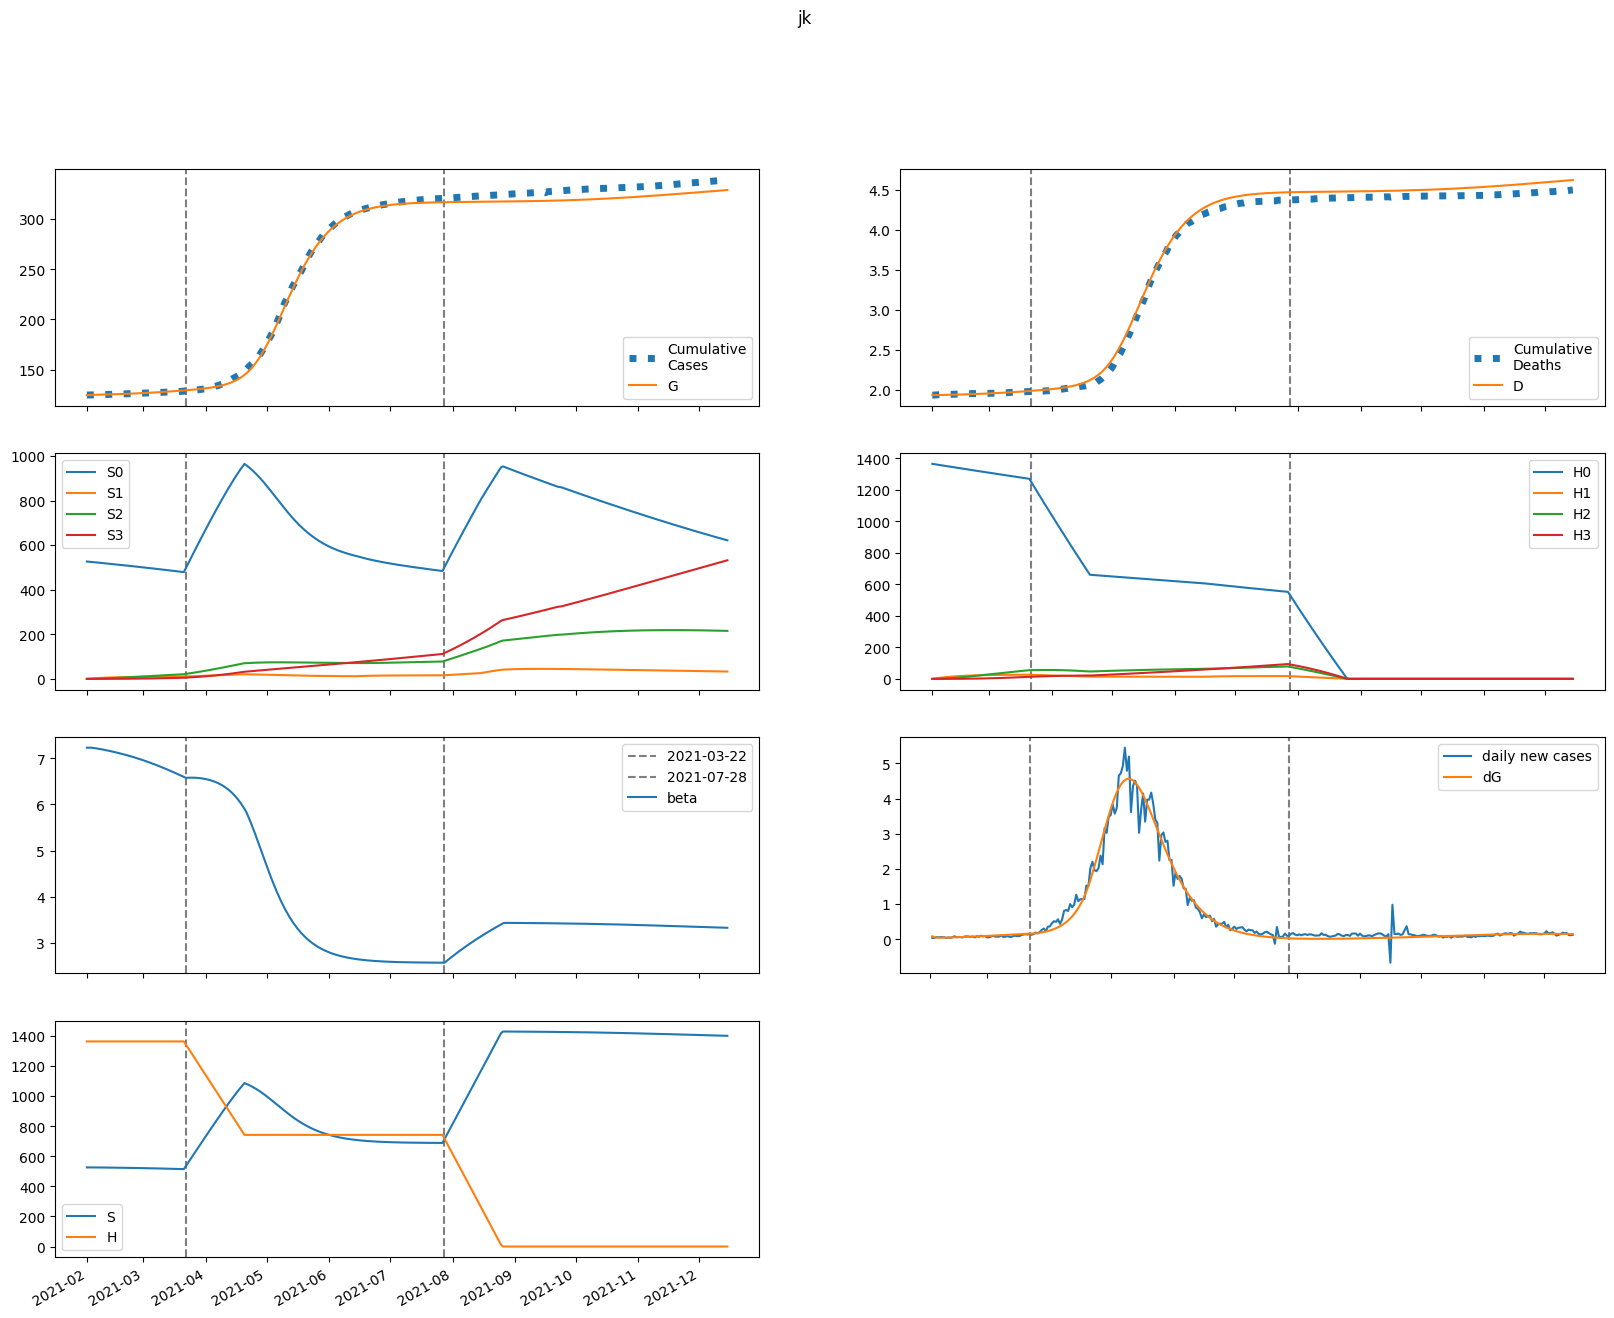 jk
300
250
200
150
Cumulative
Cases
G
4.5
4.0
3.5
3.0
2.5
2.0
Cumulative
Deaths
D
1000
800
600
400
200
0
S0
S1
S2
S3
1400
1200
1000
800
600
400
200
0
H0
H1
H2
H3
7
6
5
4
3
2021-03-22
2021-07-28
beta
5
4
3
2
1
0
daily new cases
dG
1400
1200
1000
800
600
400
200
0
S
H
2021-02
2021-03
2021-04
2021-05
2021-06
2021-07
2021-08
2021-09
2021-10
2021-11
2021-12